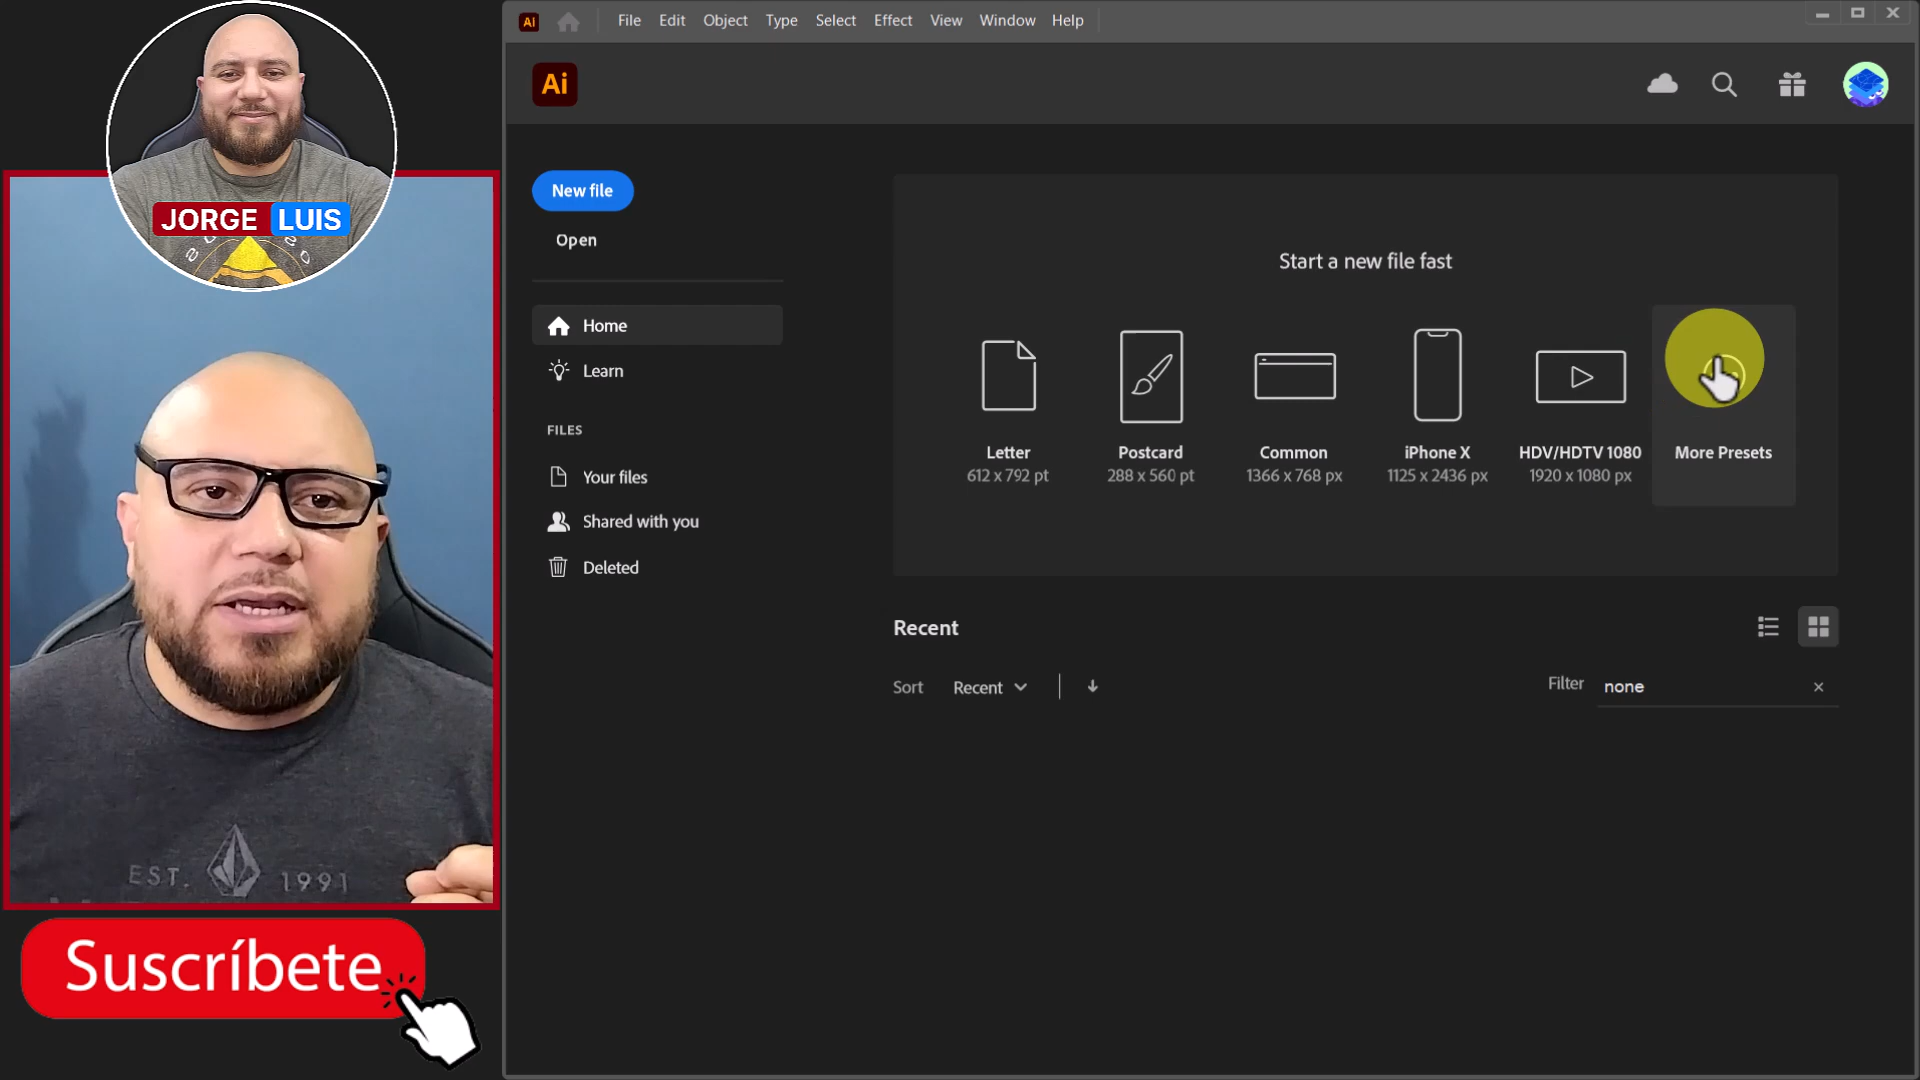 JORGE LUIS
EST. 1991
Suscríbete
Ai File Edit Object Type Select Effect View Window Help
Ai
New file
Open
Home
Learn
FILES
Your files
Shared with you
Deleted
Start a new file fast
Letter
612 x 792 pt
Postcard
288 x 560 pt
Common
1366 x 768 px
iPhone X
1125 x 2436 px
HDV/HDTV 1080
1920 x 1080 px
More Presets
Recent
Sort Recent
Filter none